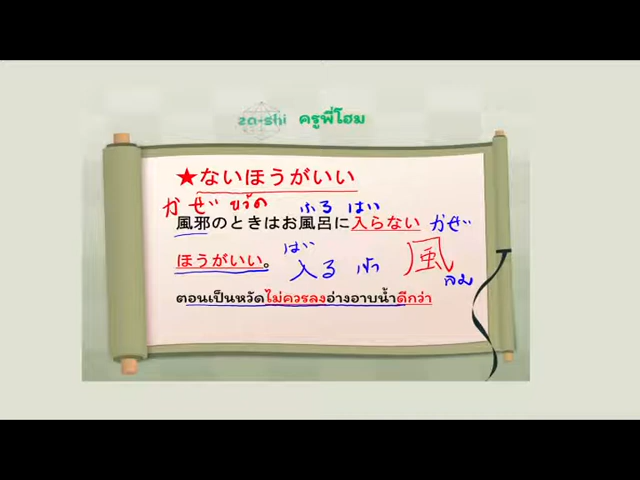 za-shi ครูพี่โฮม
★ないほうがいい
かぜ หวัด ふろ はい
風邪のときはお風呂に入らない かぜ
はい
ほうがいい。 入る เข้า 風
ลม
ตอนเป็นหวัดไม่ควรลงอ่างอาบน้ำดีกว่า